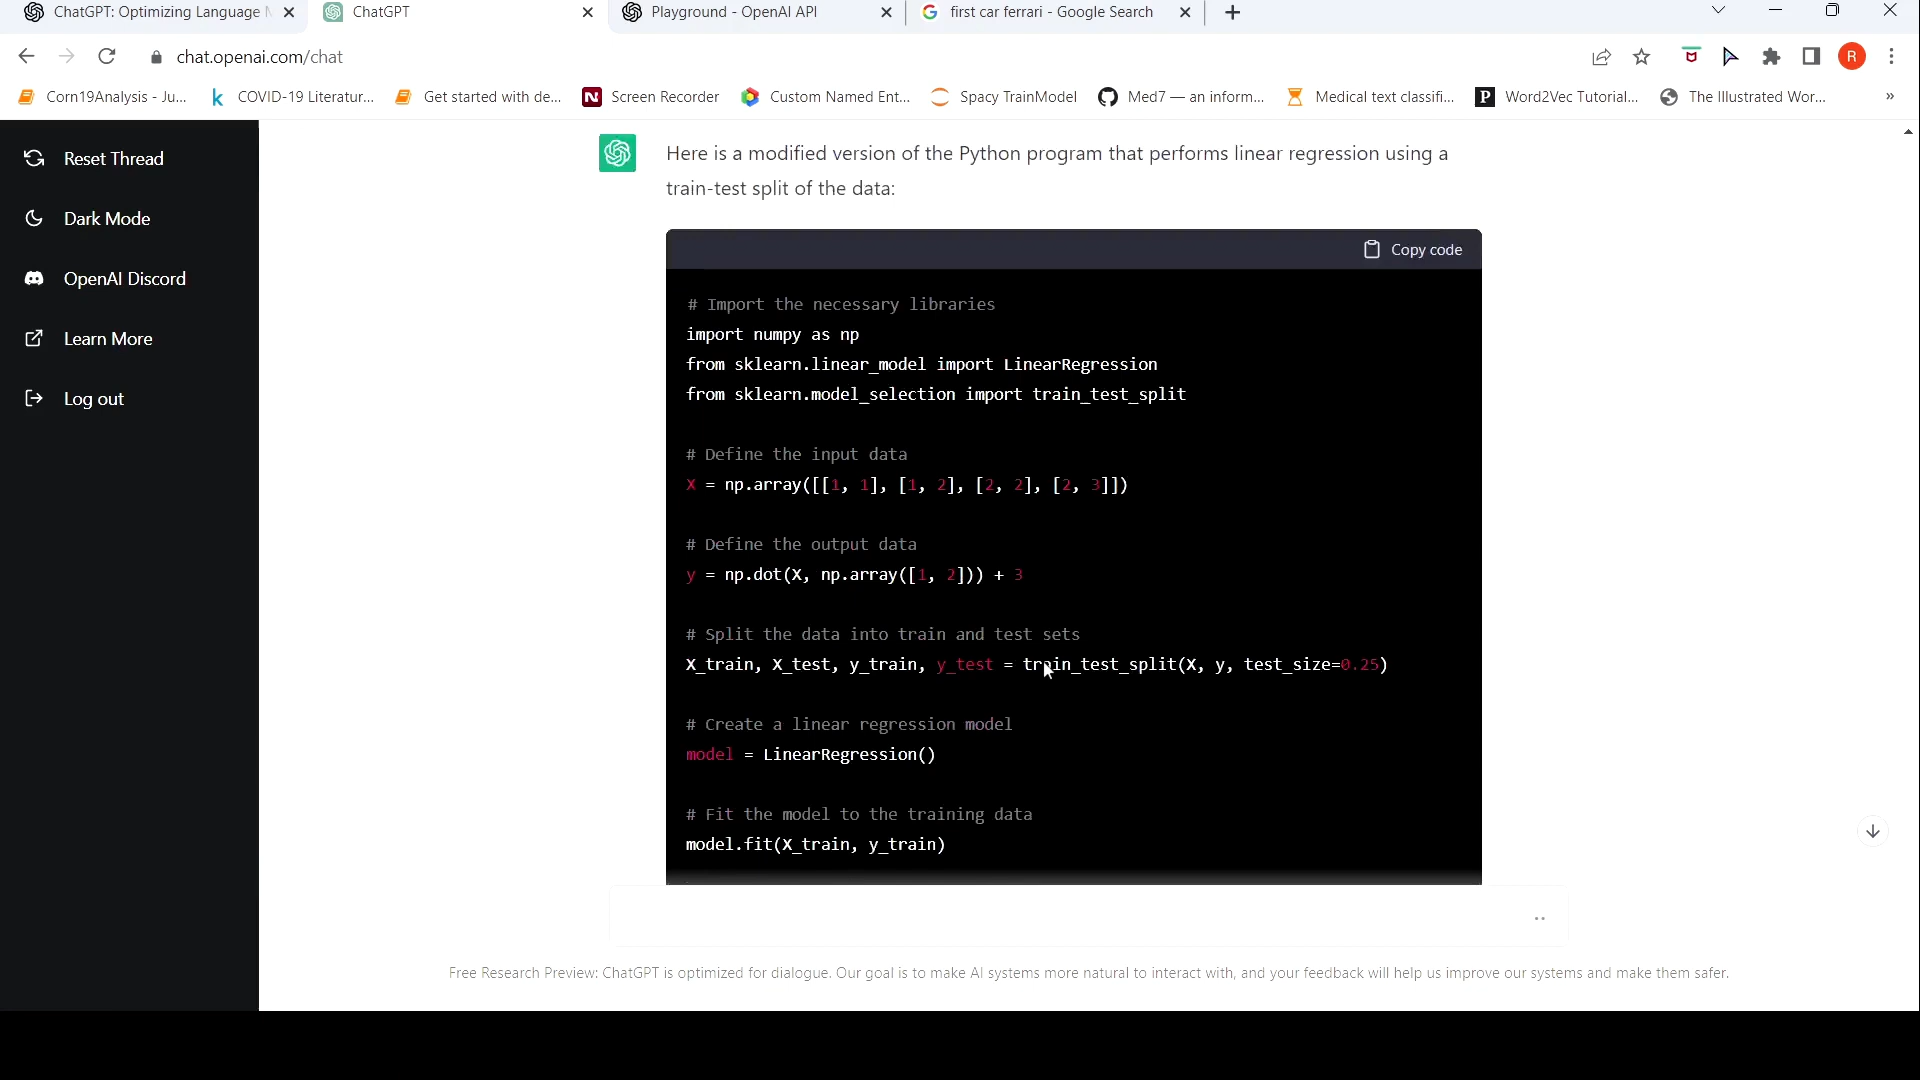 ChatGPT: Optimizing Language
ChatGPT
Playground - OpenAI API
first car ferrari - Google Search
chat.openai.com/chat
R
Corn19Analysis - Ju...
COVID-19 Literatur...
Get started with de...
N
Screen Recorder
Custom Named Ent...
Spacy TrainModel
Med7 — an inform...
Medical text classifi...
P
Word2Vec Tutorial...
The Illustrated Wor...
»
Reset Thread
Dark Mode
OpenAI Discord
Learn More
Log out
Here is a modified version of the Python program that performs linear regression using a
train-test split of the data:
Copy code
# Import the necessary libraries
import numpy as np
from sklearn.linear_model import LinearRegression
from sklearn.model_selection import train_test_split
# Define the input data
X = np.array([[1, 1], [1, 2], [2, 2], [2, 3]])
# Define the output data
y = np.dot(X, np.array([1, 2])) + 3
# Split the data into train and test sets
X_train, X_test, y_train, y_test = train_test_split(X, y, test_size=0.25)
# Create a linear regression model
model = LinearRegression()
# Fit the model to the training data
model.fit(X_train, y_train)
Free Research Preview: ChatGPT is optimized for dialogue. Our goal is to make AI systems more natural to interact with, and your feedback will help us improve our systems and make them safer.